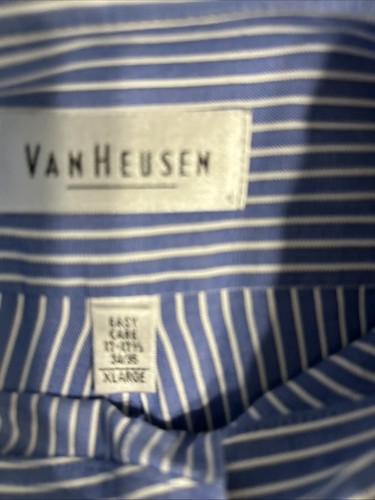 VAN HEUSEN
EASY
CARE
17-17½
34/35
XLARGE